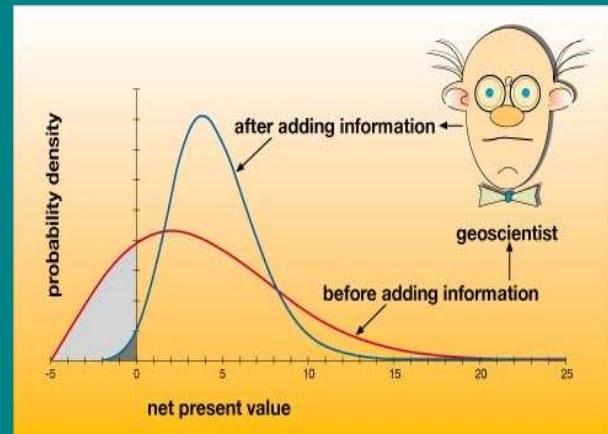 after adding information
probability density
geoscientist
before adding information
-5 0 5 10 15 20 25
net present value